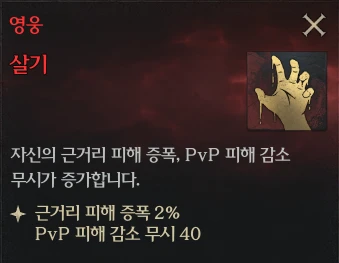 영웅
살기
자신의 근거리 피해 증폭, PvP 피해 감소
무시가 증가합니다.
근거리 피해 증폭 2%
PvP 피해 감소 무시 40